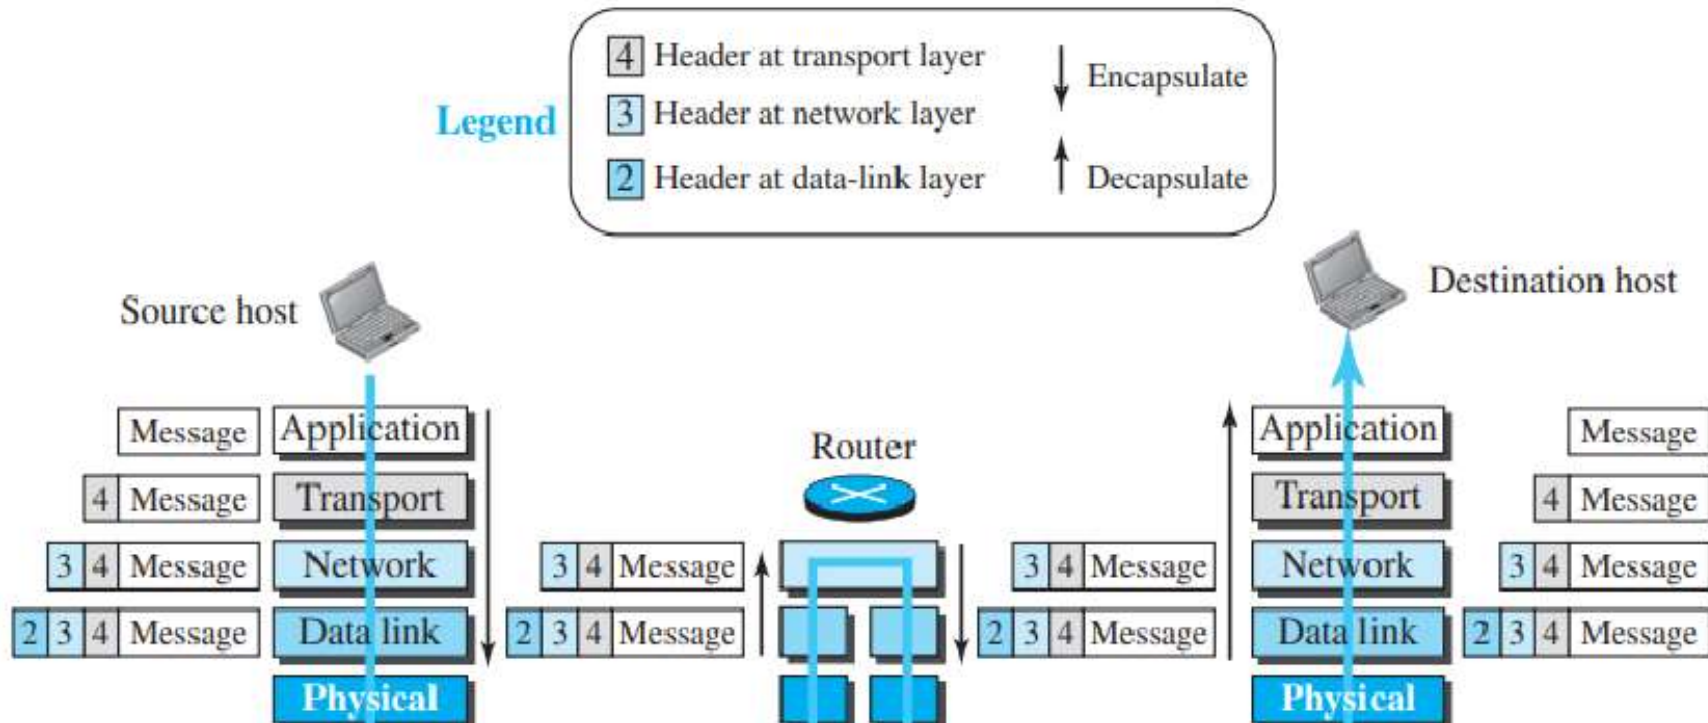 Legend
4 Header at transport layer
3 Header at network layer
2 Header at data-link layer
Encapsulate
Decapsulate
Source host
Destination host
Router
Message Application
4 Message Transport
3 4 Message Network
2 3 4 Message Data link
Physical
3 4 Message
2 3 4 Message
3 4 Message
2 3 4 Message
Application Message
Transport 4 Message
Network 3 4 Message
Data link 2 3 4 Message
Physical